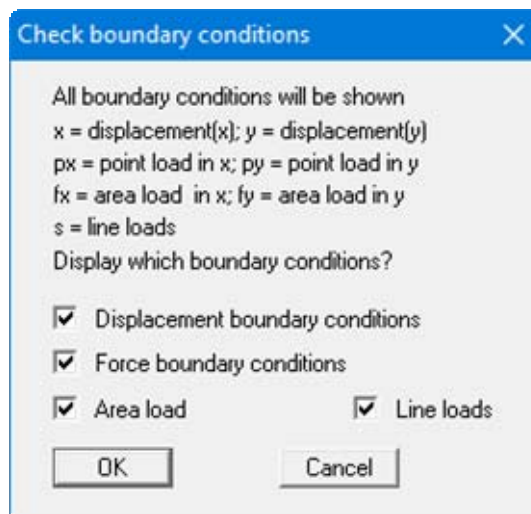 Check boundary conditions
All boundary conditions will be shown
x = displacement(x); y = displacement(y)
px = point load in x; py = point load in y
fx = area load in x; fy = area load in y
s = line loads
Display which boundary conditions?
Displacement boundary conditions
Force boundary conditions
Area load Line loads
OK Cancel